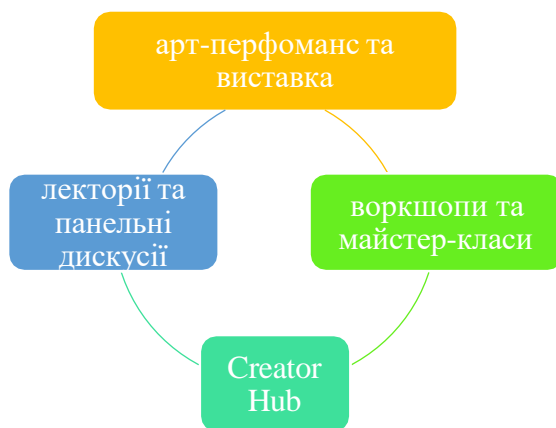 арт-перфоманс та
виставка
лекторії та
панельні
дискусії
воркшопи та
майстер-класи
Creator
Hub